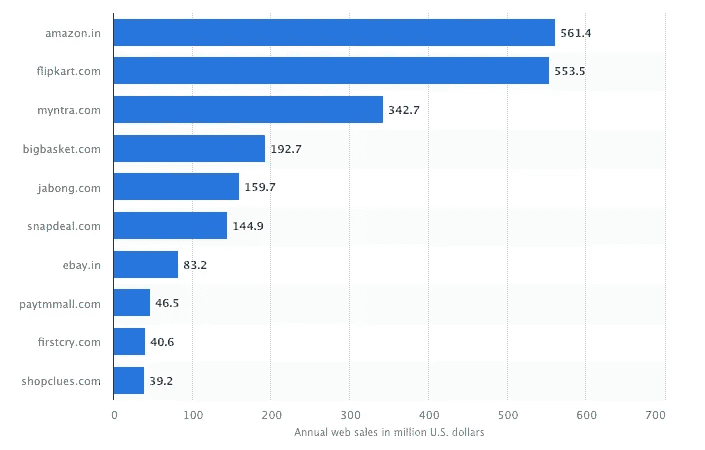 amazon.in 561.4
flipkart.com 553.5
myntra.com 342.7
bigbasket.com 192.7
jabong.com 159.7
snapdeal.com 144.9
ebay.in 83.2
paytmmall.com 46.5
firstcry.com 40.6
shopclues.com 39.2
0 100 200 300 400 500 600 700
Annual web sales in million U.S. dollars